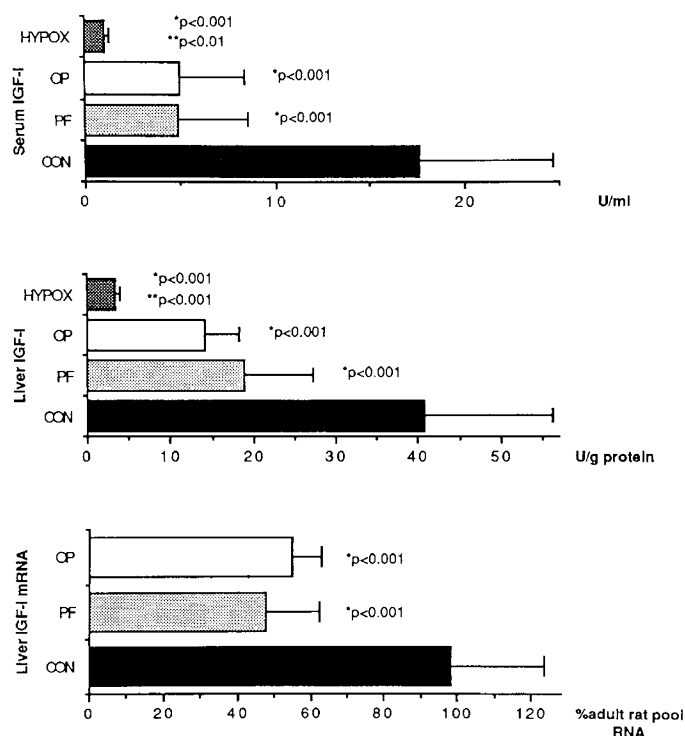 Serum IGF-I
HYPOX
*p<0.001
**p<0.01
OP
*p<0.001
PF
*p<0.001
CON
0 10 20
U/ml
Liver IGF-I
HYPOX
*p<0.001
**p<0.001
OP
*p<0.001
PF
*p<0.001
CON
0 10 20 30 40 50
U/g protein
Liver IGF-I mRNA
OP
*p<0.001
PF
*p<0.001
CON
0 20 40 60 80 100 120
%adult rat pool
RNA